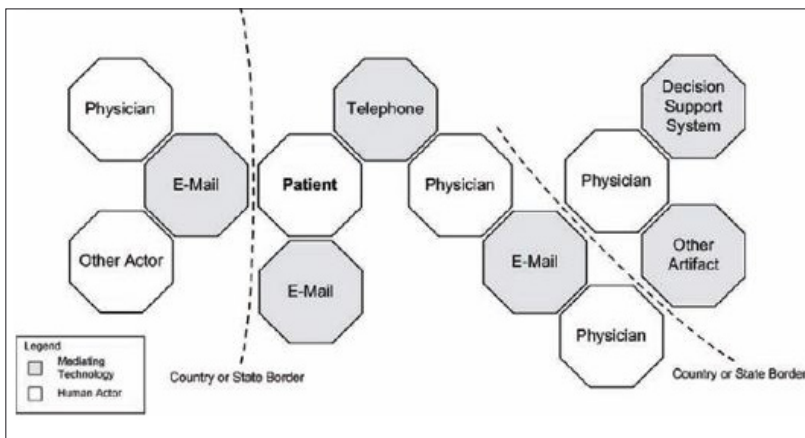 Physician
E-Mail
Other Actor
Patient
E-Mail
Telephone
Physician
E-Mail
Physician
Physician
Decision
Support
System
Other
Artifact
Legend
Mediating
Technology
Human Actor
Country or State Border
Country or State Border